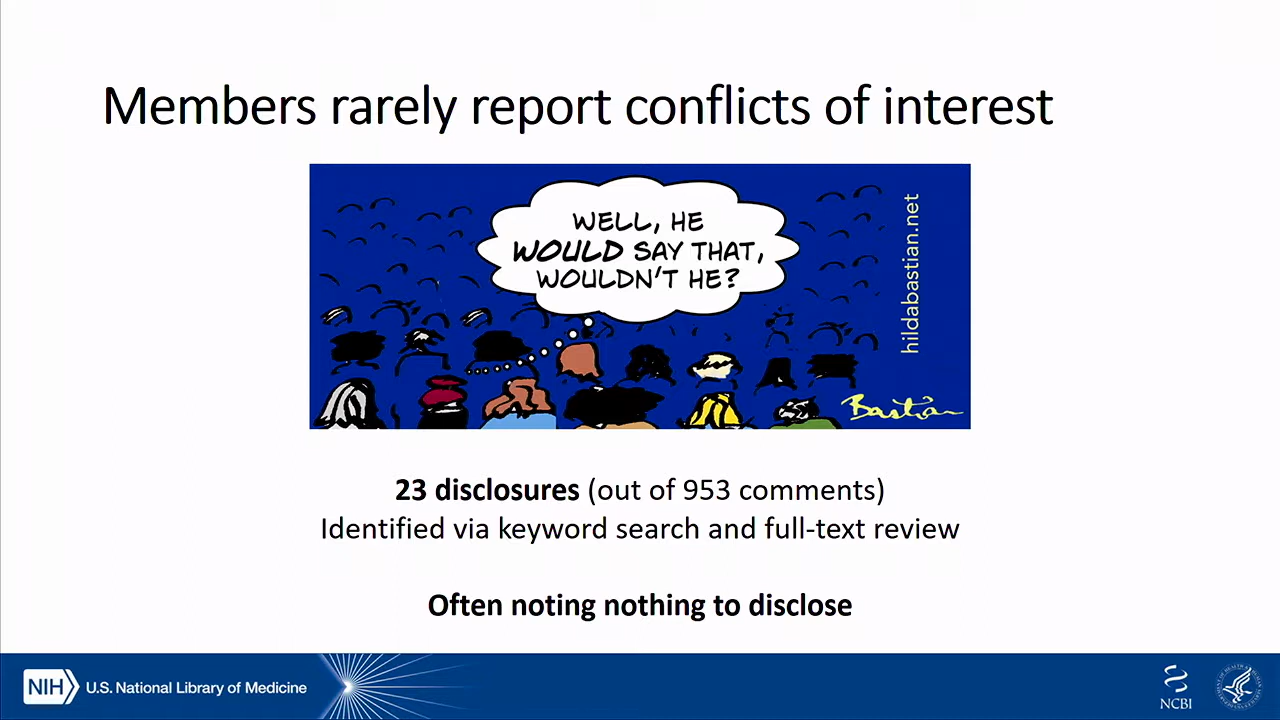 Members rarely report conflicts of interest
WELL, HE
WOULD SAY THAT,
WOULDN'T HE?
hildabastian.net
Bastian
23 disclosures (out of 953 comments)
Identified via keyword search and full-text review
Often noting nothing to disclose
NIH U.S. National Library of Medicine
NCBI